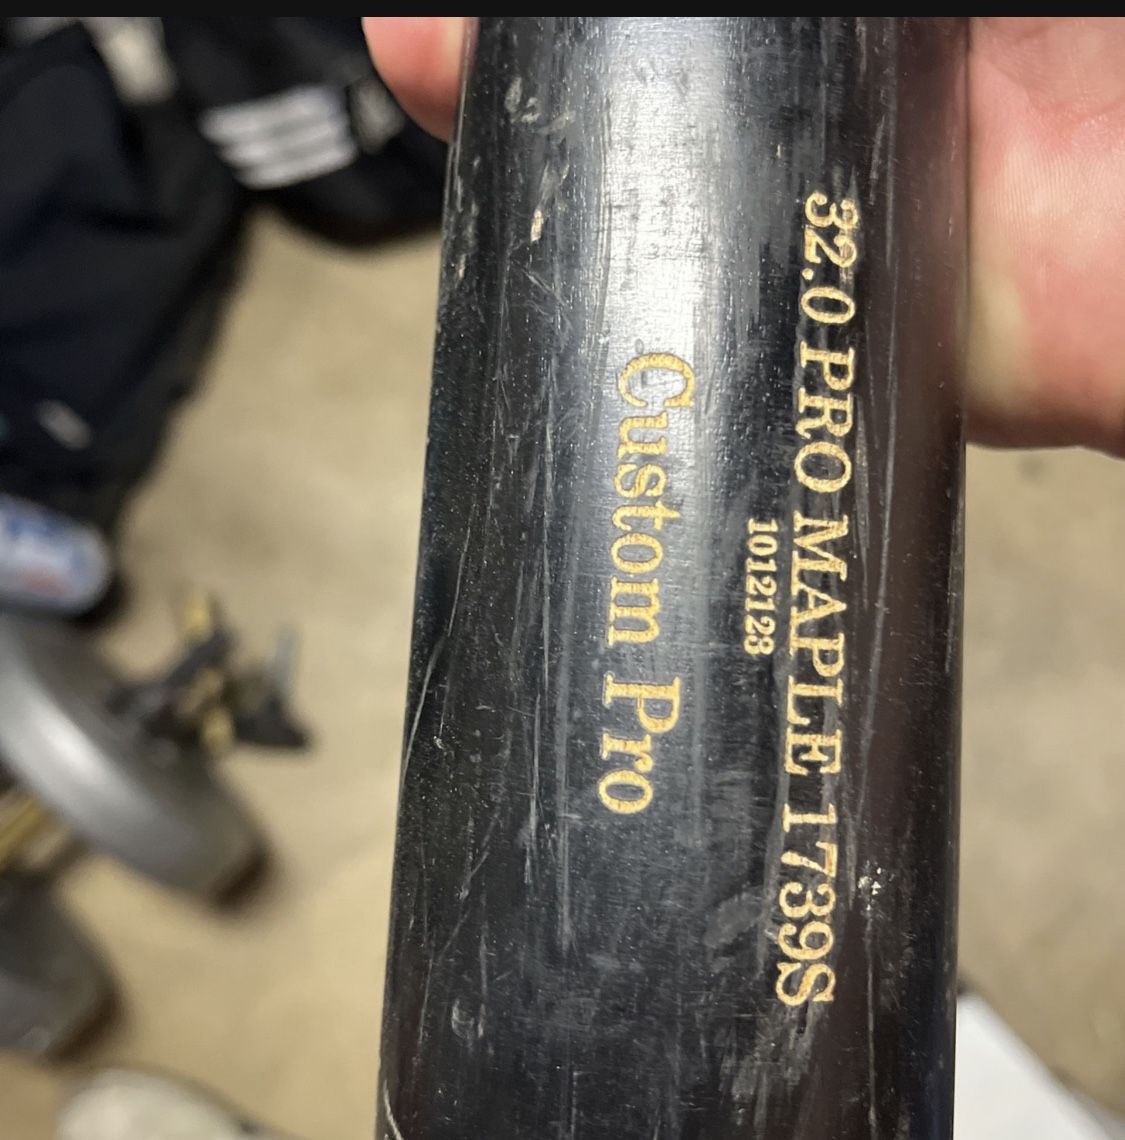 32.0 PRO MAPLE 1739S
1012128
Custom Pro